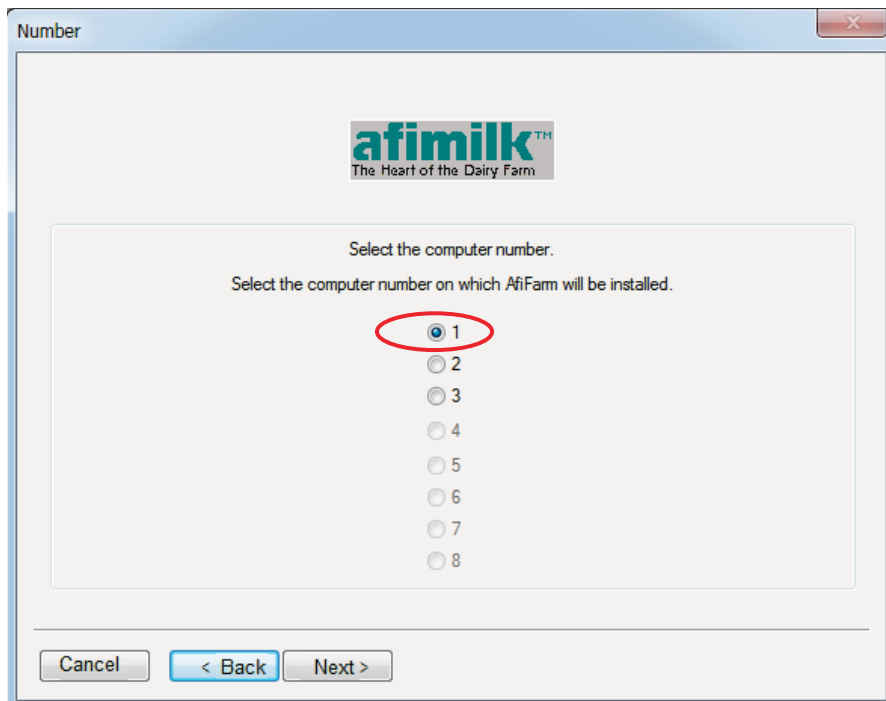 Number
afimilk™
The Heart of the Dairy Farm
Select the computer number.
Select the computer number on which AfiFarm will be installed.
1
2
3
4
5
6
7
8
Cancel
< Back
Next >